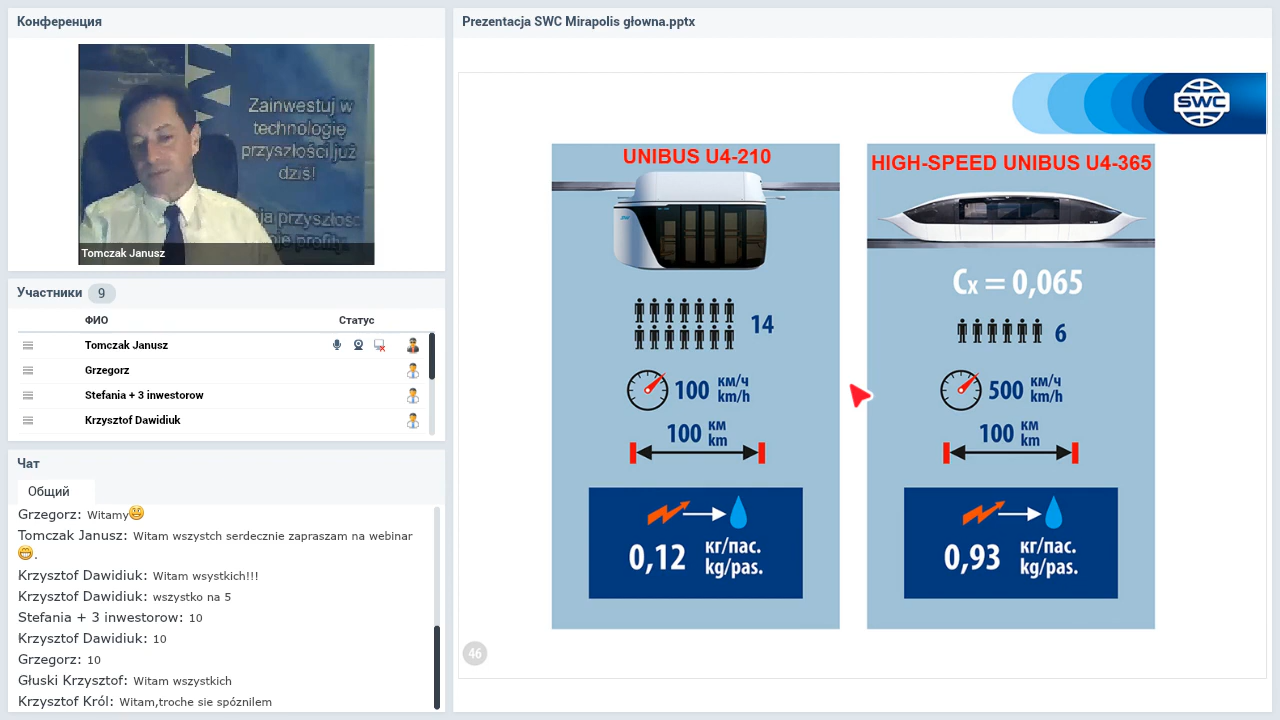 Конференция
Zainwestuj w
technologię
przyszłości już
dziś!
przyszłość
Tomczak Janusz
Участники 9
ФИО Статус
Tomczak Janusz
Grzegorz
Stefania + 3 inwestorow
Krzysztof Dawidiuk
Чат
Общий
Grzegorz: Witamy
Tomczak Janusz: Witam wszystch serdecznie zapraszam na webinar
.
Krzysztof Dawidiuk: Witam wsystkich!!!
Krzysztof Dawidiuk: wszystko na 5
Stefania + 3 inwestorow: 10
Krzysztof Dawidiuk: 10
Grzegorz: 10
Głuski Krzysztof: Witam wszystkich
Krzysztof Król: Witam,troche sie spóznilem
Prezentacja SWC Mirapolis głowna.pptx
SWC
UNIBUS U4-210
14
100 км/ч
km/h
100 км
km
0,12 кг/пас.
kg/pas.
HIGH-SPEED UNIBUS U4-365
Cx = 0,065
6
500 км/ч
km/h
100 км
km
0,93 кг/пас.
kg/pas.
46